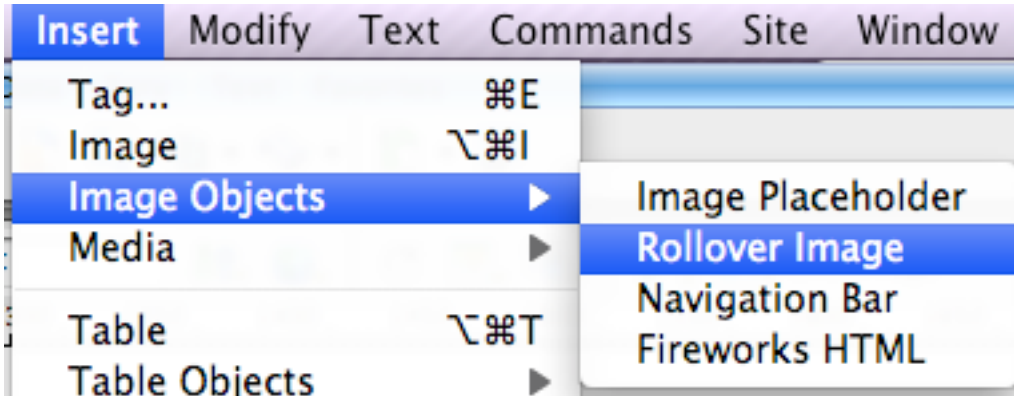 Insert Modify Text Commands Site Window
Tag... ⌘E
Image ⌥⌘I
Image Objects ▶
Media ▶
Table ⌥⌘T
Table Objects ▶
Image Placeholder
Rollover Image
Navigation Bar
Fireworks HTML